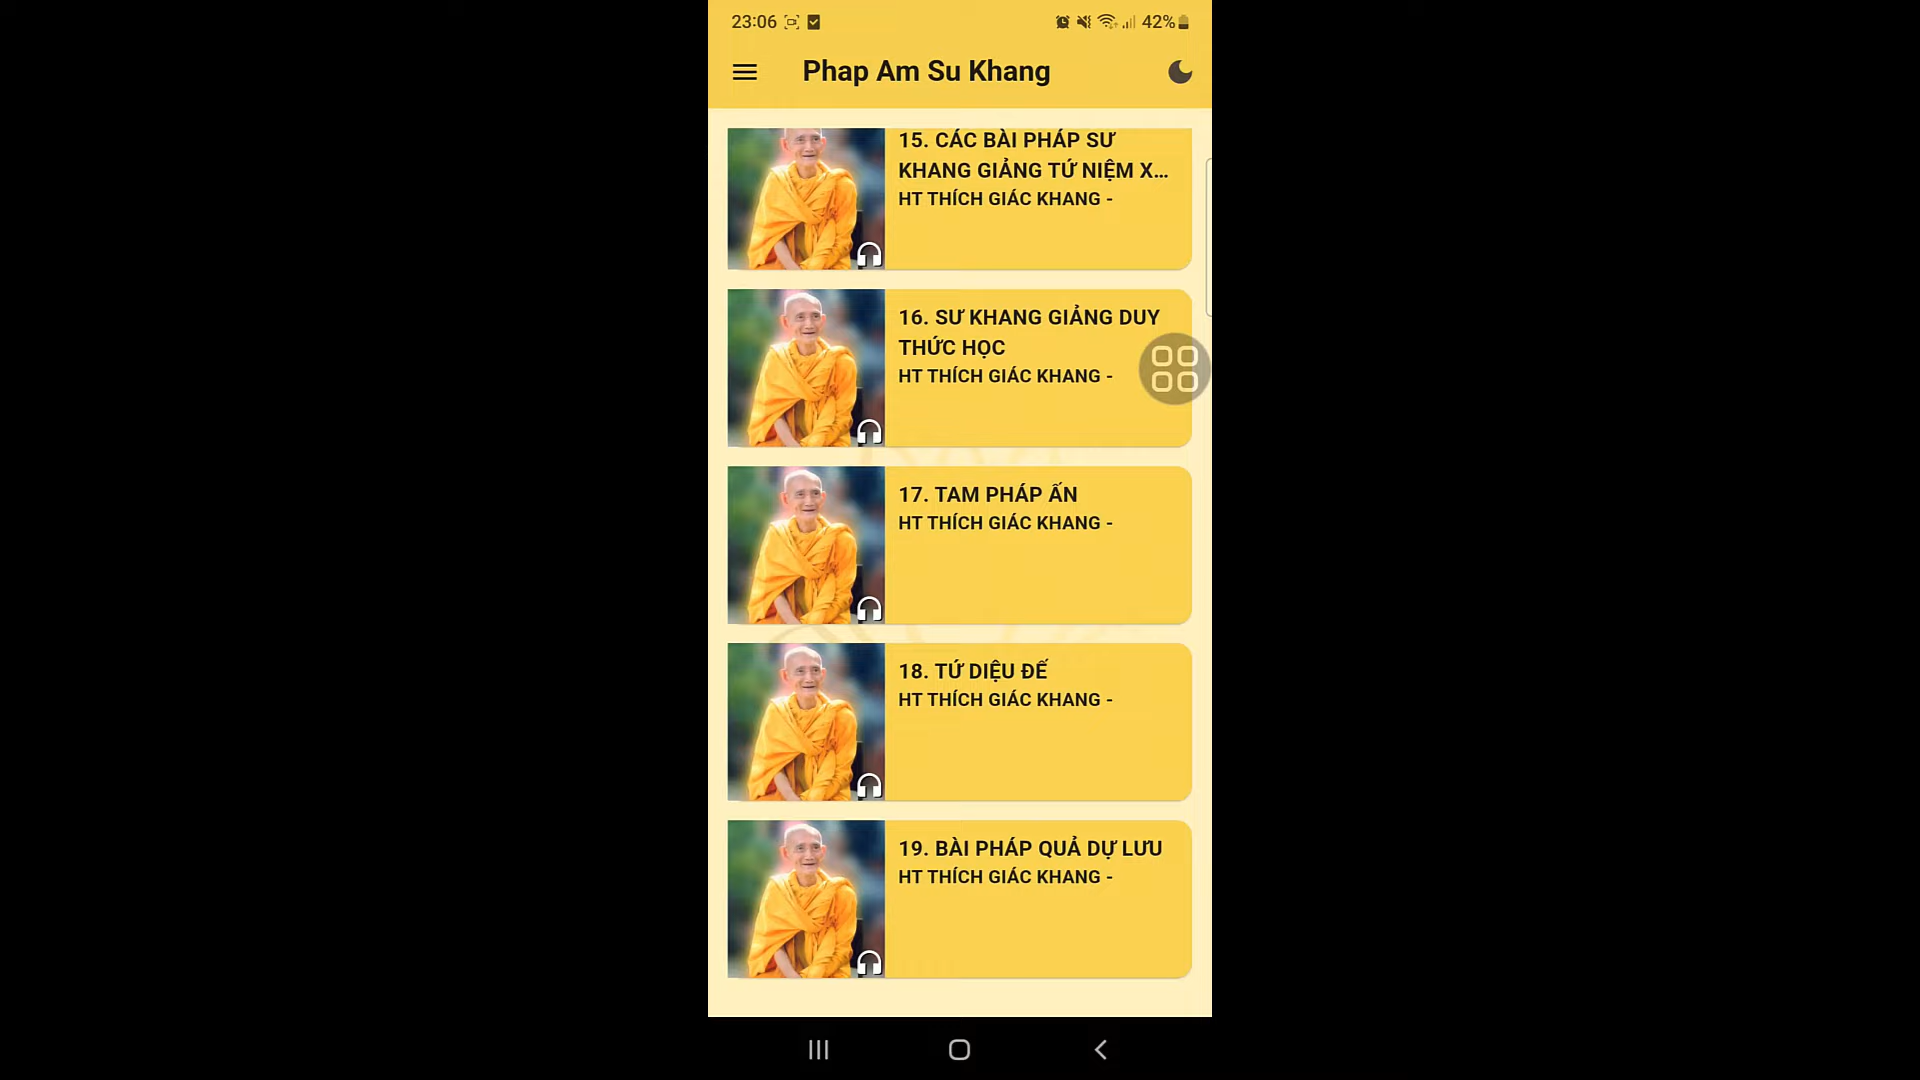 23:06
42%
Phap Am Su Khang
15. CÁC BÀI PHÁP SƯ
KHANG GIẢNG TỨ NIỆM X...
HT THÍCH GIÁC KHANG -
16. SƯ KHANG GIẢNG DUY
THỨC HỌC
HT THÍCH GIÁC KHANG -
17. TAM PHÁP ẤN
HT THÍCH GIÁC KHANG -
18. TỨ DIỆU ĐẾ
HT THÍCH GIÁC KHANG -
19. BÀI PHÁP QUẢ DỰ LƯU
HT THÍCH GIÁC KHANG -